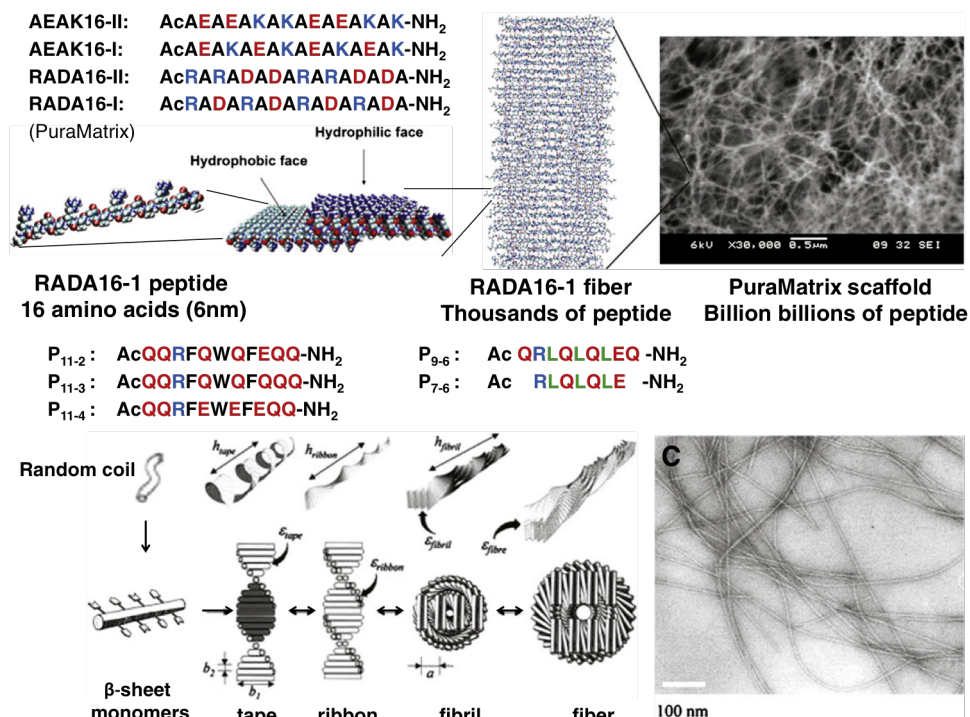 AEAK16-II: AcAEAEAKAKAEAEAKAK-NH2
AEAK16-I: AcAEAKAEAKAEAKAEAK-NH2
RADA16-II: AcRARADADARARADADA-NH2
RADA16-I: AcRADARADARADARADA-NH2
(PuraMatrix)
Hydrophilic face
Hydrophobic face
6kV X30,000 0.5μm 09 32 SEI
RADA16-1 peptide
16 amino acids (6nm)
RADA16-1 fiber
Thousands of peptide
PuraMatrix scaffold
Billion billions of peptide
P11-2 : AcQQRFQWQFEQQ-NH2
P11-3 : AcQQRFQWQFQQQ-NH2
P11-4 : AcQQRFEWEFEQQ-NH2
P9-6 : Ac QRLQLQLEQ -NH2
P7-6 : Ac RLQLQLE -NH2
Random coil
htape
hribbon
hfibril
εtape
εribbon
εfibril
εfibre
b2
b1
a
β-sheet
monomers
tape
ribbon
fibril
fiber
C
100 nm